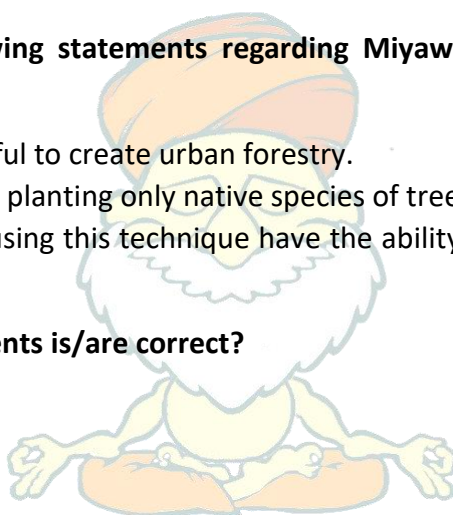 ving statements regarding Miyaw
ful to create urban forestry.
planting only native species of tree
using this technique have the ability
ents is/are correct?